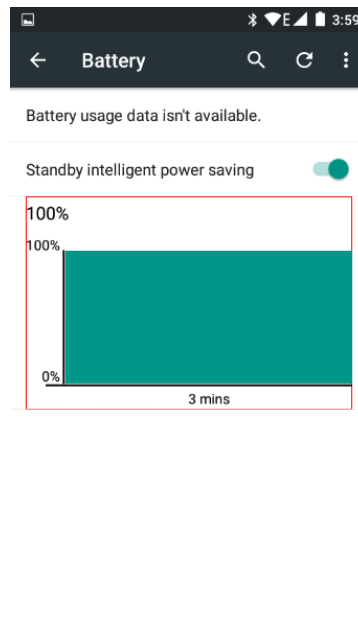 E 3:59
Battery
Battery usage data isn't available.
Standby intelligent power saving
100%
100%
0%
3 mins